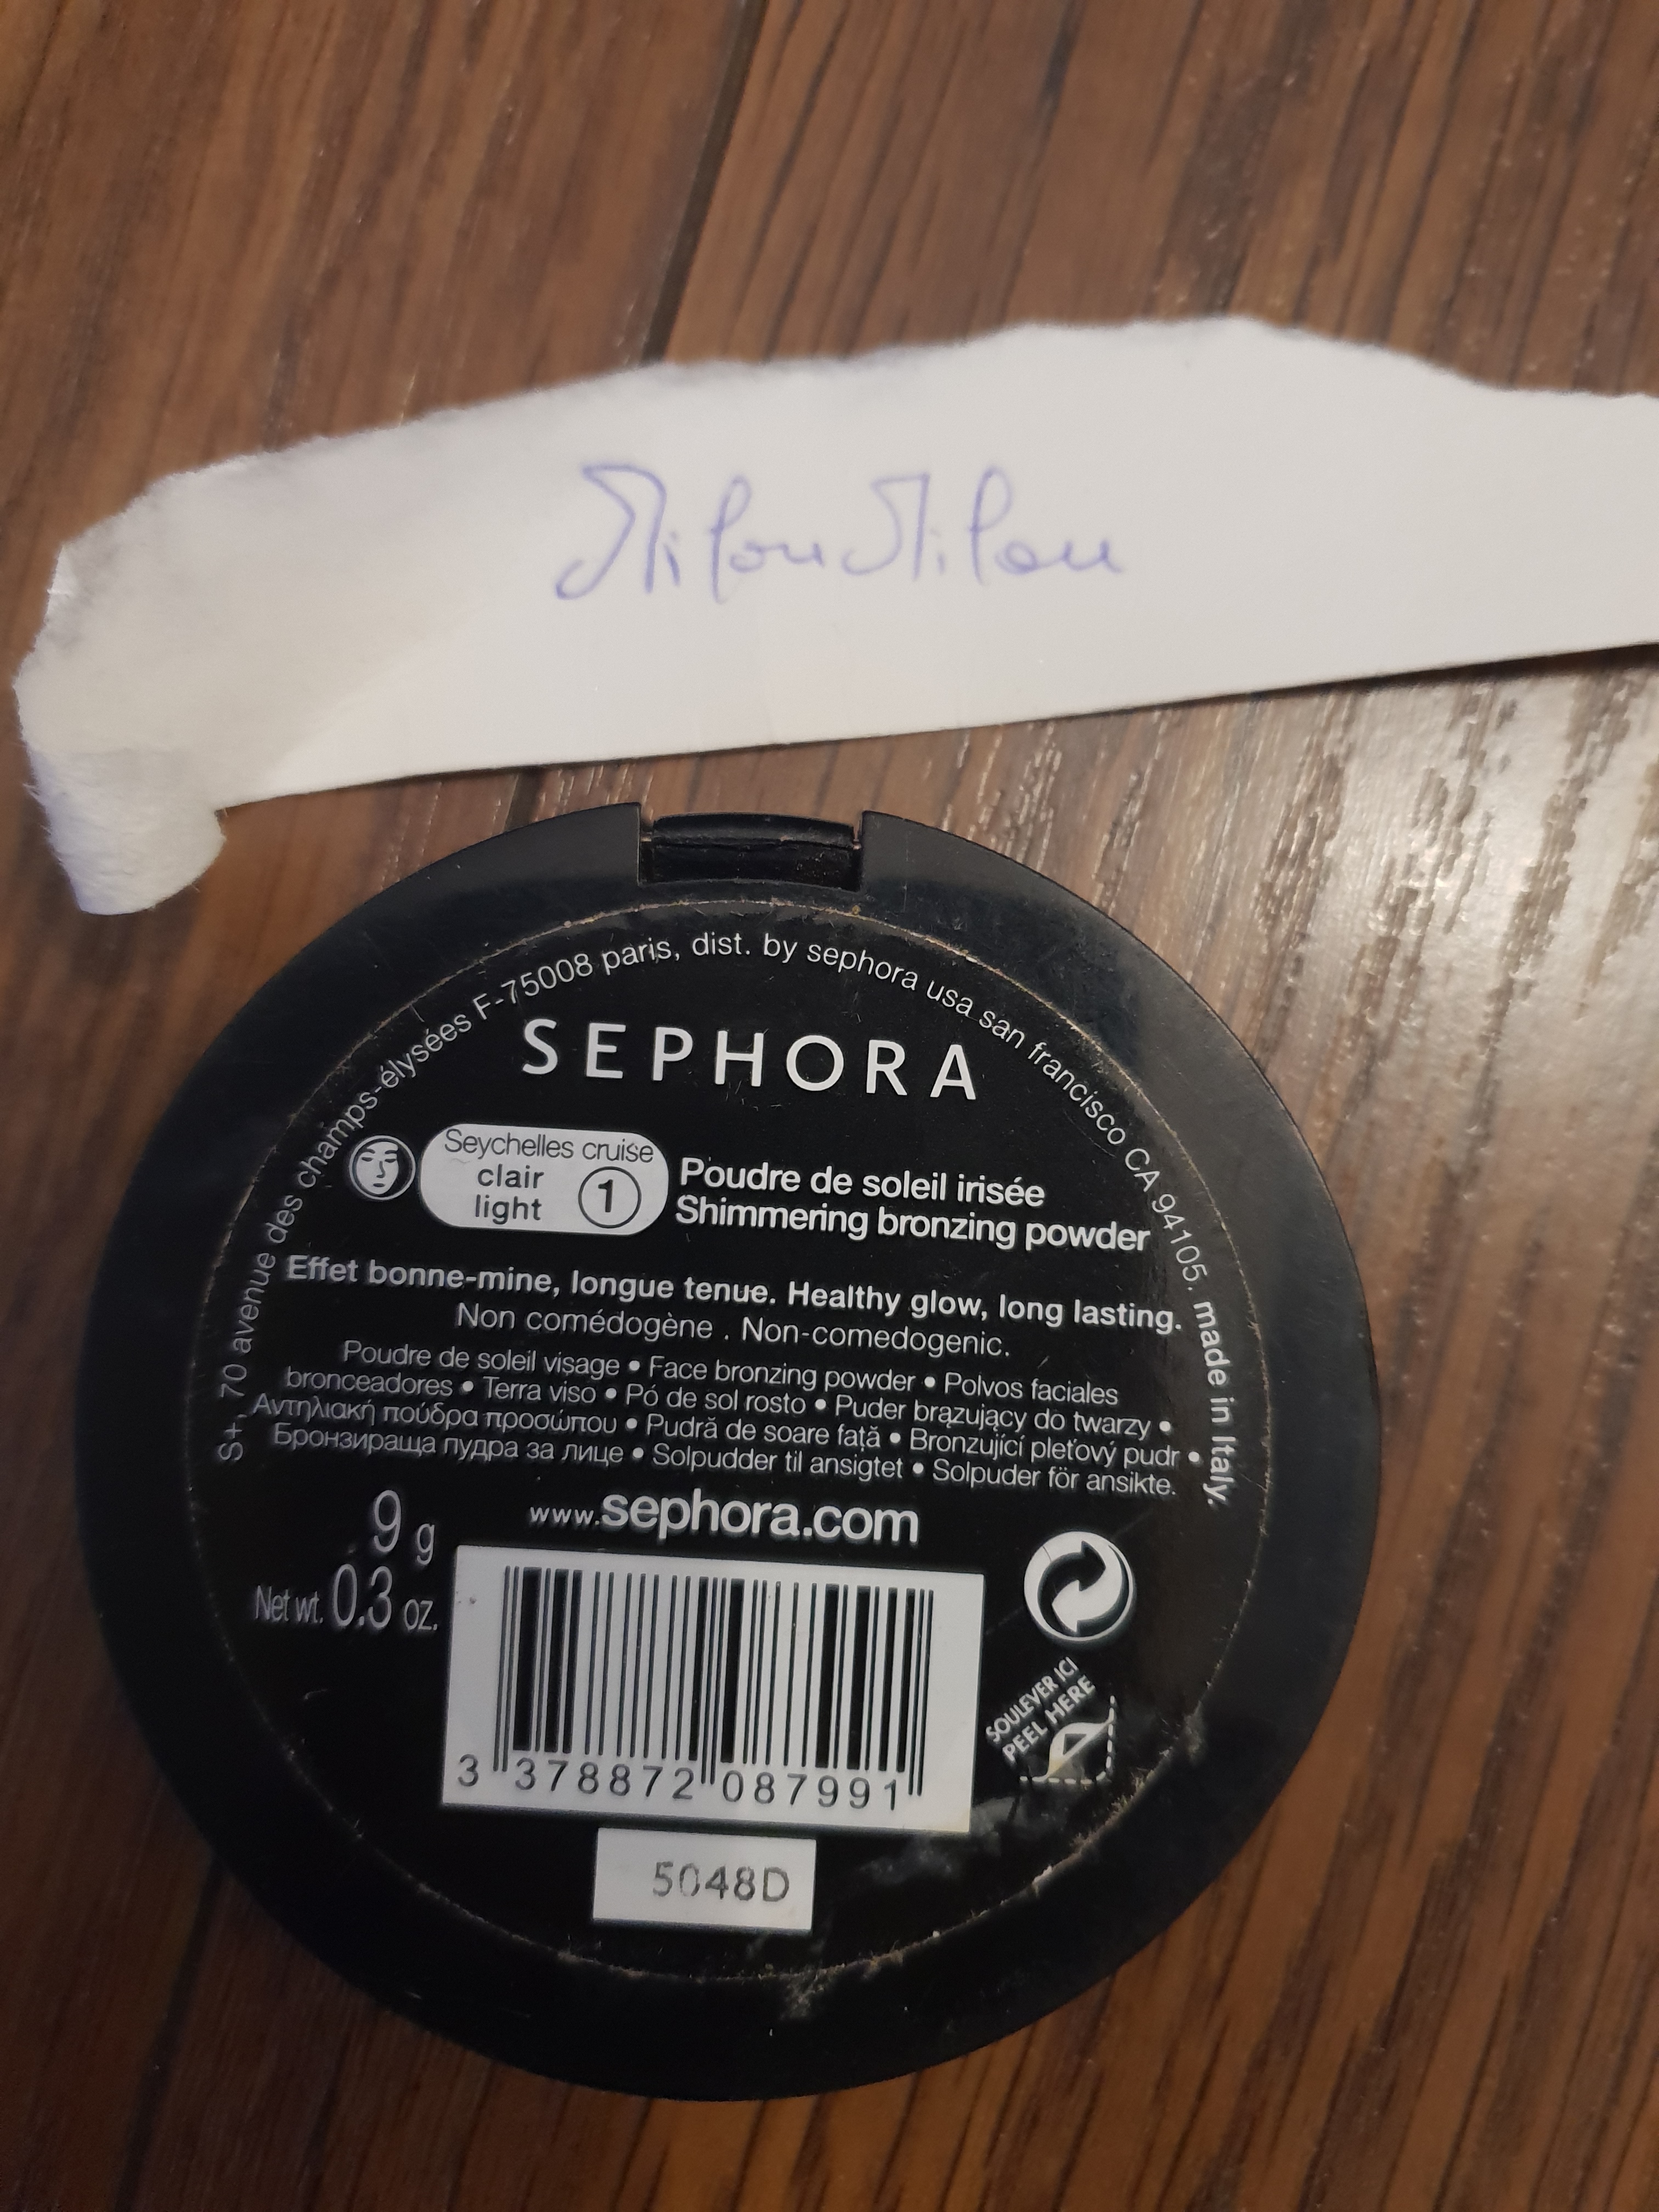 MilouMilou
S+, 70 avenue des champs-élysées F-75008 paris, dist. by sephora usa san francisco CA 94105. made in Italy.
SEPHORA
Seychelles cruise
clair
light
1
Poudre de soleil irisée
Shimmering bronzing powder
Effet bonne-mine, longue tenue. Healthy glow, long lasting.
Non comédogène . Non-comedogenic.
Poudre de soleil visage • Face bronzing powder • Polvos faciales
bronceadores • Terra viso • Pó de sol rosto • Puder brązujący do twarzy •
Αντηλιακή πούδρα προσώπου • Pudră de soare față • Bronzující pleťový pudr •
Бронзираща пудра за лице • Solpudder til ansigtet • Solpuder för ansikte.
www.sephora.com
9 g
Net wt. 0.3 oz.
SOULEVER ICI
PEEL HERE
3 378872 087991
5048D